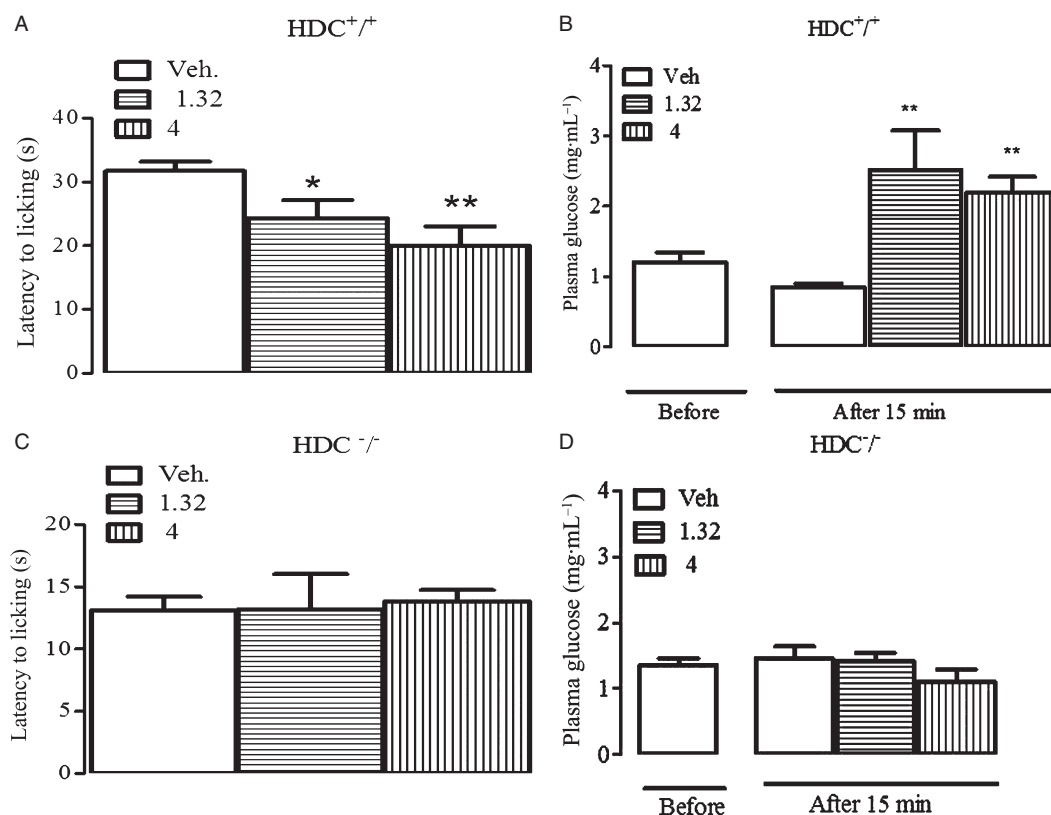 A
HDC⁺/⁺
Veh.
1.32
4
40
30
20
10
0
Latency to licking (s)
*
**
B
HDC⁺/⁺
Veh
1.32
4
4
3
2
1
0
Plasma glucose (mg·mL⁻¹)
**
**
Before
After 15 min
C
HDC ⁻/⁻
Veh.
1.32
4
20
15
10
5
0
Latency to licking (s)
D
HDC⁻/⁻
Veh
1.32
4
4
3
2
1
0
Plasma glucose (mg·mL⁻¹)
Before
After 15 min